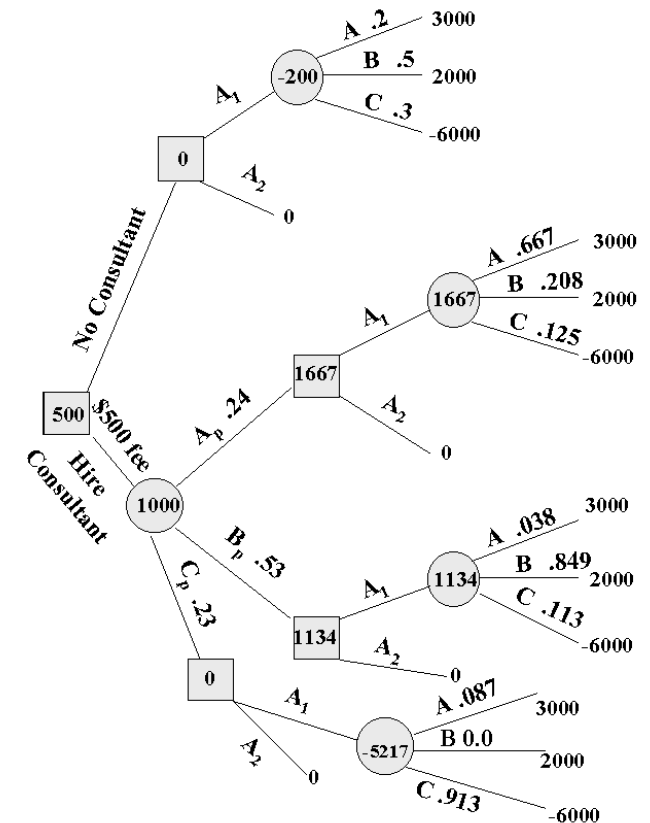 A .2 3000
-200 B .5 2000
A1 C .3 -6000
0 A2 0
No Consultant
A .667 3000
1667 B .208 2000
A1 C .125 -6000
1667 A2 0
500 $500 fee
Hire
Consultant
Ap .24
1000
Bp .53
Cp .23
A .038 3000
1134 B .849 2000
A1 C .113 -6000
1134 A2 0
0 A1 A .087 3000
-5217 B 0.0 2000
A2 0 C .913 -6000